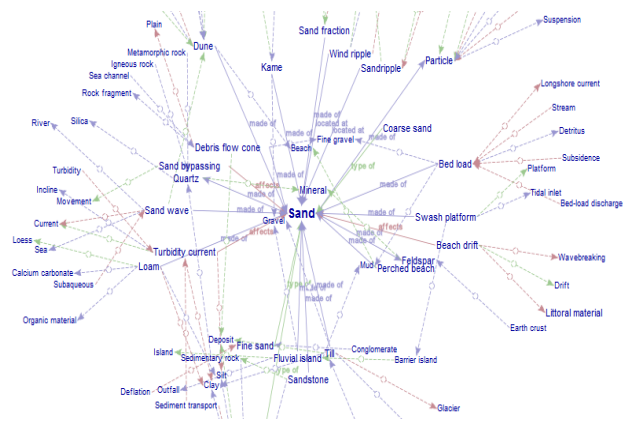 Plain
Dune
Sand fraction
Suspension
Metamorphic rock
Wind ripple
Igneous rock
Sandripple
Particle
Sea channel
Kame
Rock fragment
Longshore current
made of
made of
Stream
River
Silica
made of
located at
Coarse sand
Detritus
made of
located at
Debris flow cone
Beach
Fine gravel
Subsidence
Turbidity
Sand bypassing
type of
Bed load
Platform
Quartz
affects
Mineral
made of
Incline
made of
Tidal inlet
Movement
Bed-load discharge
Sand wave
made of
Sand
made of
Swash platform
Current
Gravel
affects
made of
affects
Beach drift
Loess
Sea
Turbidity current
made of
Wavebreaking
Loam
Mud
Feldspar
Calcium carbonate
Perched beach
Subaqueous
type of
made of
Drift
made of
Organic material
Littoral material
Earth crust
Deposit
Fine sand
Conglomerate
Island
Sedimentary rock
Fluvial island
Till
Barrier island
type of
Silt
Sandstone
Clay
Deflation
Outfall
Sediment transport
Glacier